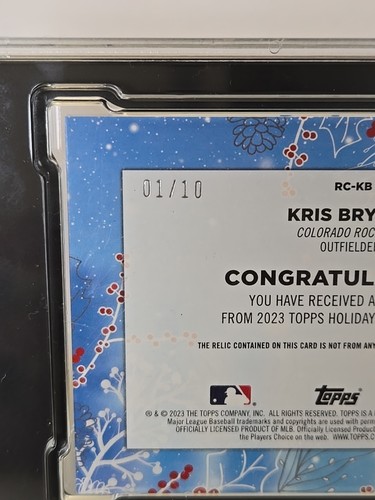 01/10
RC-KB
KRIS BRY
COLORADO ROC
OUTFIELDE
CONGRATUL
YOU HAVE RECEIVED A
FROM 2023 TOPPS HOLIDAY
THE RELIC CONTAINED ON THIS CARD IS NOT FROM ANY
Topps
® & © 2023 THE TOPPS COMPANY, INC. ALL RIGHTS RESERVED. TOPPS IS A
Major League Baseball trademarks and copyrights are used with perm
OFFICIALLY LICENSED PRODUCT OF MLB. Officially Licensed Product
the Players Choice on the web. WWW.TOPPS.C